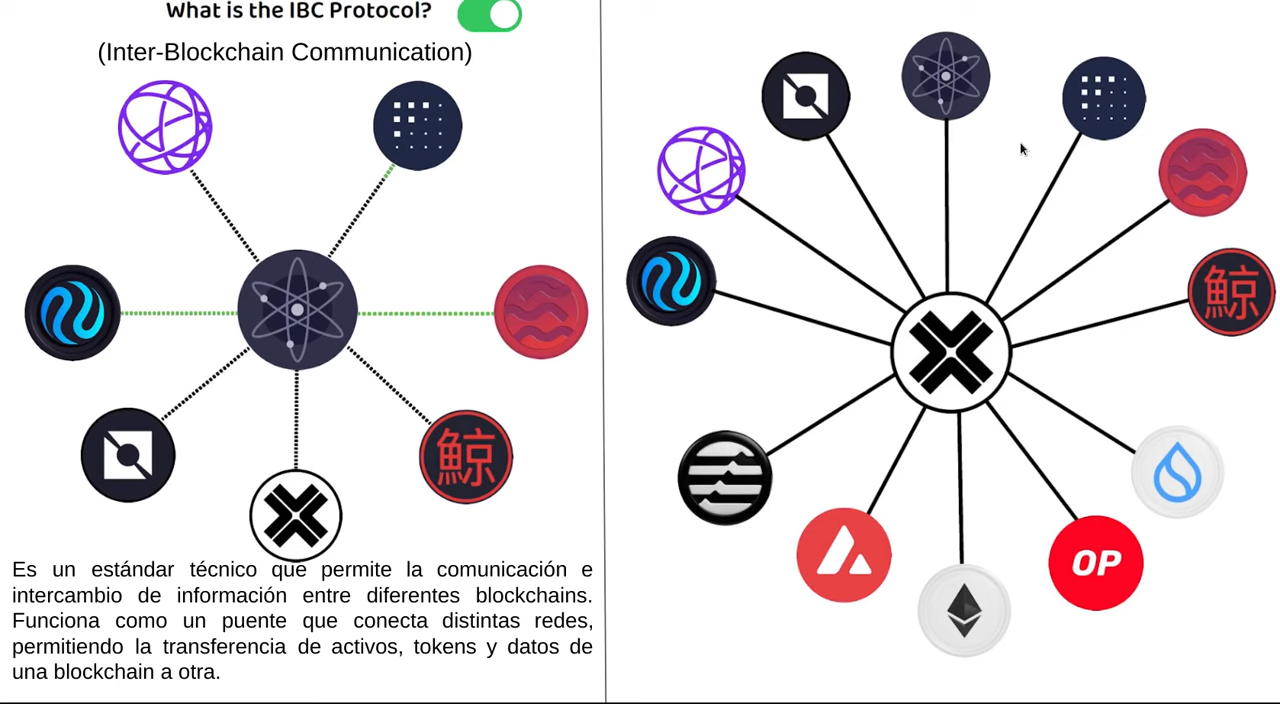 What is the IBC Protocol?
(Inter-Blockchain Communication)
鯨
Es un estándar técnico que permite la comunicación e
intercambio de información entre diferentes blockchains.
Funciona como un puente que conecta distintas redes,
permitiendo la transferencia de activos, tokens y datos de
una blockchain a otra.
鯨
OP